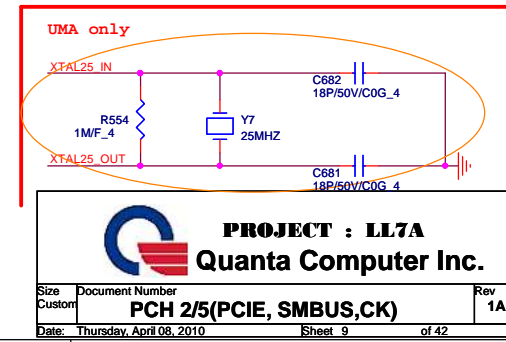 UMA only
XTAL25_IN
C682
18P/50V/C0G_4
R554
1M/F_4
Y7
25MHZ
XTAL25_OUT
C681
18P/50V/C0G_4
PROJECT : LL7A
Quanta Computer Inc.
Size
Custom
Document Number
PCH 2/5(PCIE, SMBUS,CK)
Rev
1A
Date: Thursday, April 08, 2010 Sheet 9 of 42